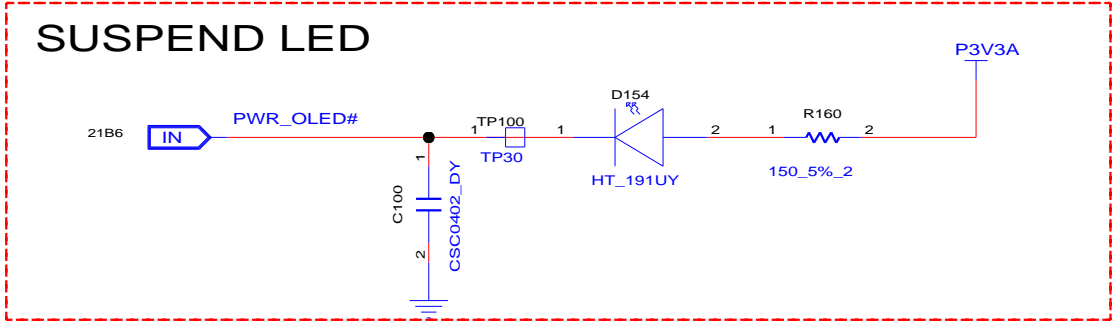 SUSPEND LED
P3V3A
D154
R160
21B6
IN
PWR_OLED#
1
TP100
TP30
1
2
HT_191UY
1
2
150_5%_2
1
C100
CSC0402_DY
2